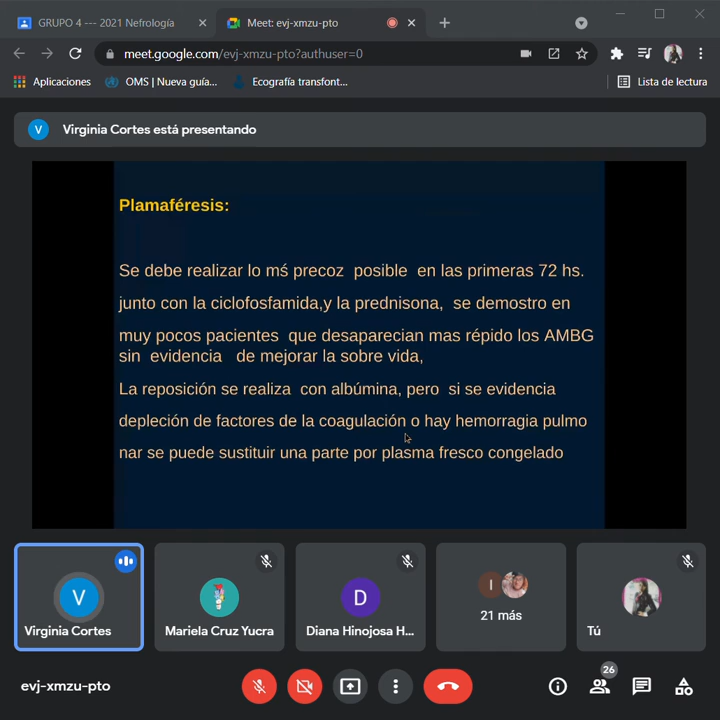 GRUPO 4 --- 2021 Nefrología
Meet: evj-xmzu-pto
meet.google.com/evj-xmzu-pto?authuser=0
Aplicaciones
OMS | Nueva guía...
Ecografía transfont...
Lista de lectura
V
Virginia Cortes está presentando
Plamaféresis:
Se debe realizar lo mś precoz posible en las primeras 72 hs.
junto con la ciclofosfamida,y la prednisona, se demostro en
muy pocos pacientes que desaparecian mas répido los AMBG
sin evidencia de mejorar la sobre vida,
La reposición se realiza con albúmina, pero si se evidencia
depleción de factores de la coagulación o hay hemorragia pulmo
nar se puede sustituir una parte por plasma fresco congelado
V
Virginia Cortes
Mariela Cruz Yucra
D
Diana Hinojosa H...
I
21 más
Tú
evj-xmzu-pto
26